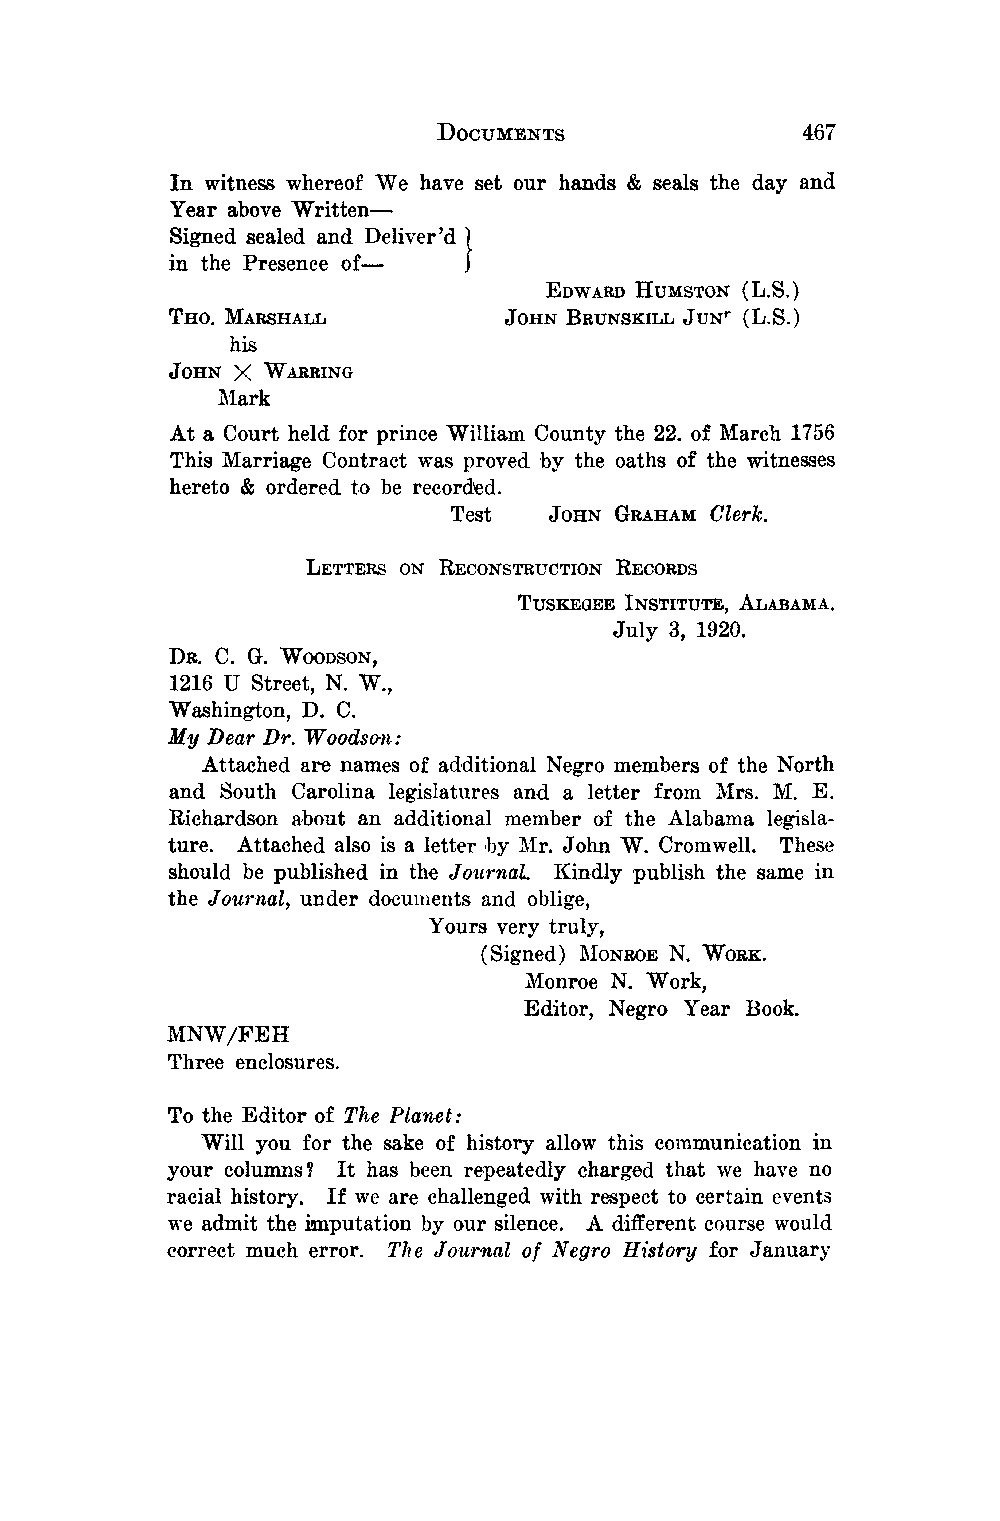 DOCUMENTS 467
In witness whereof We have set our hands & seals the day and
Year above Written—
Signed sealed and Deliver'd }
in the Presence of—
EDWARD HUMSTON (L.S.)
THO. MARSHALL JOHN BRUNSKILL JUNr (L.S.)
his
JOHN X WARRING
Mark
At a Court held for prince William County the 22. of March 1756
This Marriage Contract was proved by the oaths of the witnesses
hereto & ordered to be recorded.
Test JOHN GRAHAM Clerk.
LETTERS ON RECONSTRUCTION RECORDS
TUSKEGEE INSTITUTE, ALABAMA.
July 3, 1920.
DR. C. G. WOODSON,
1216 U Street, N. W.,
Washington, D. C.
My Dear Dr. Woodson:
Attached are names of additional Negro members of the North
and South Carolina legislatures and a letter from Mrs. M. E.
Richardson about an additional member of the Alabama legisla-
ture. Attached also is a letter by Mr. John W. Cromwell. These
should be published in the Journal. Kindly publish the same in
the Journal, under documents and oblige,
Yours very truly,
(Signed) MONROE N. WORK.
Monroe N. Work,
Editor, Negro Year Book.
MNW/FEH
Three enclosures.
To the Editor of The Planet:
Will you for the sake of history allow this communication in
your columns? It has been repeatedly charged that we have no
racial history. If we are challenged with respect to certain events
we admit the imputation by our silence. A different course would
correct much error. The Journal of Negro History for January